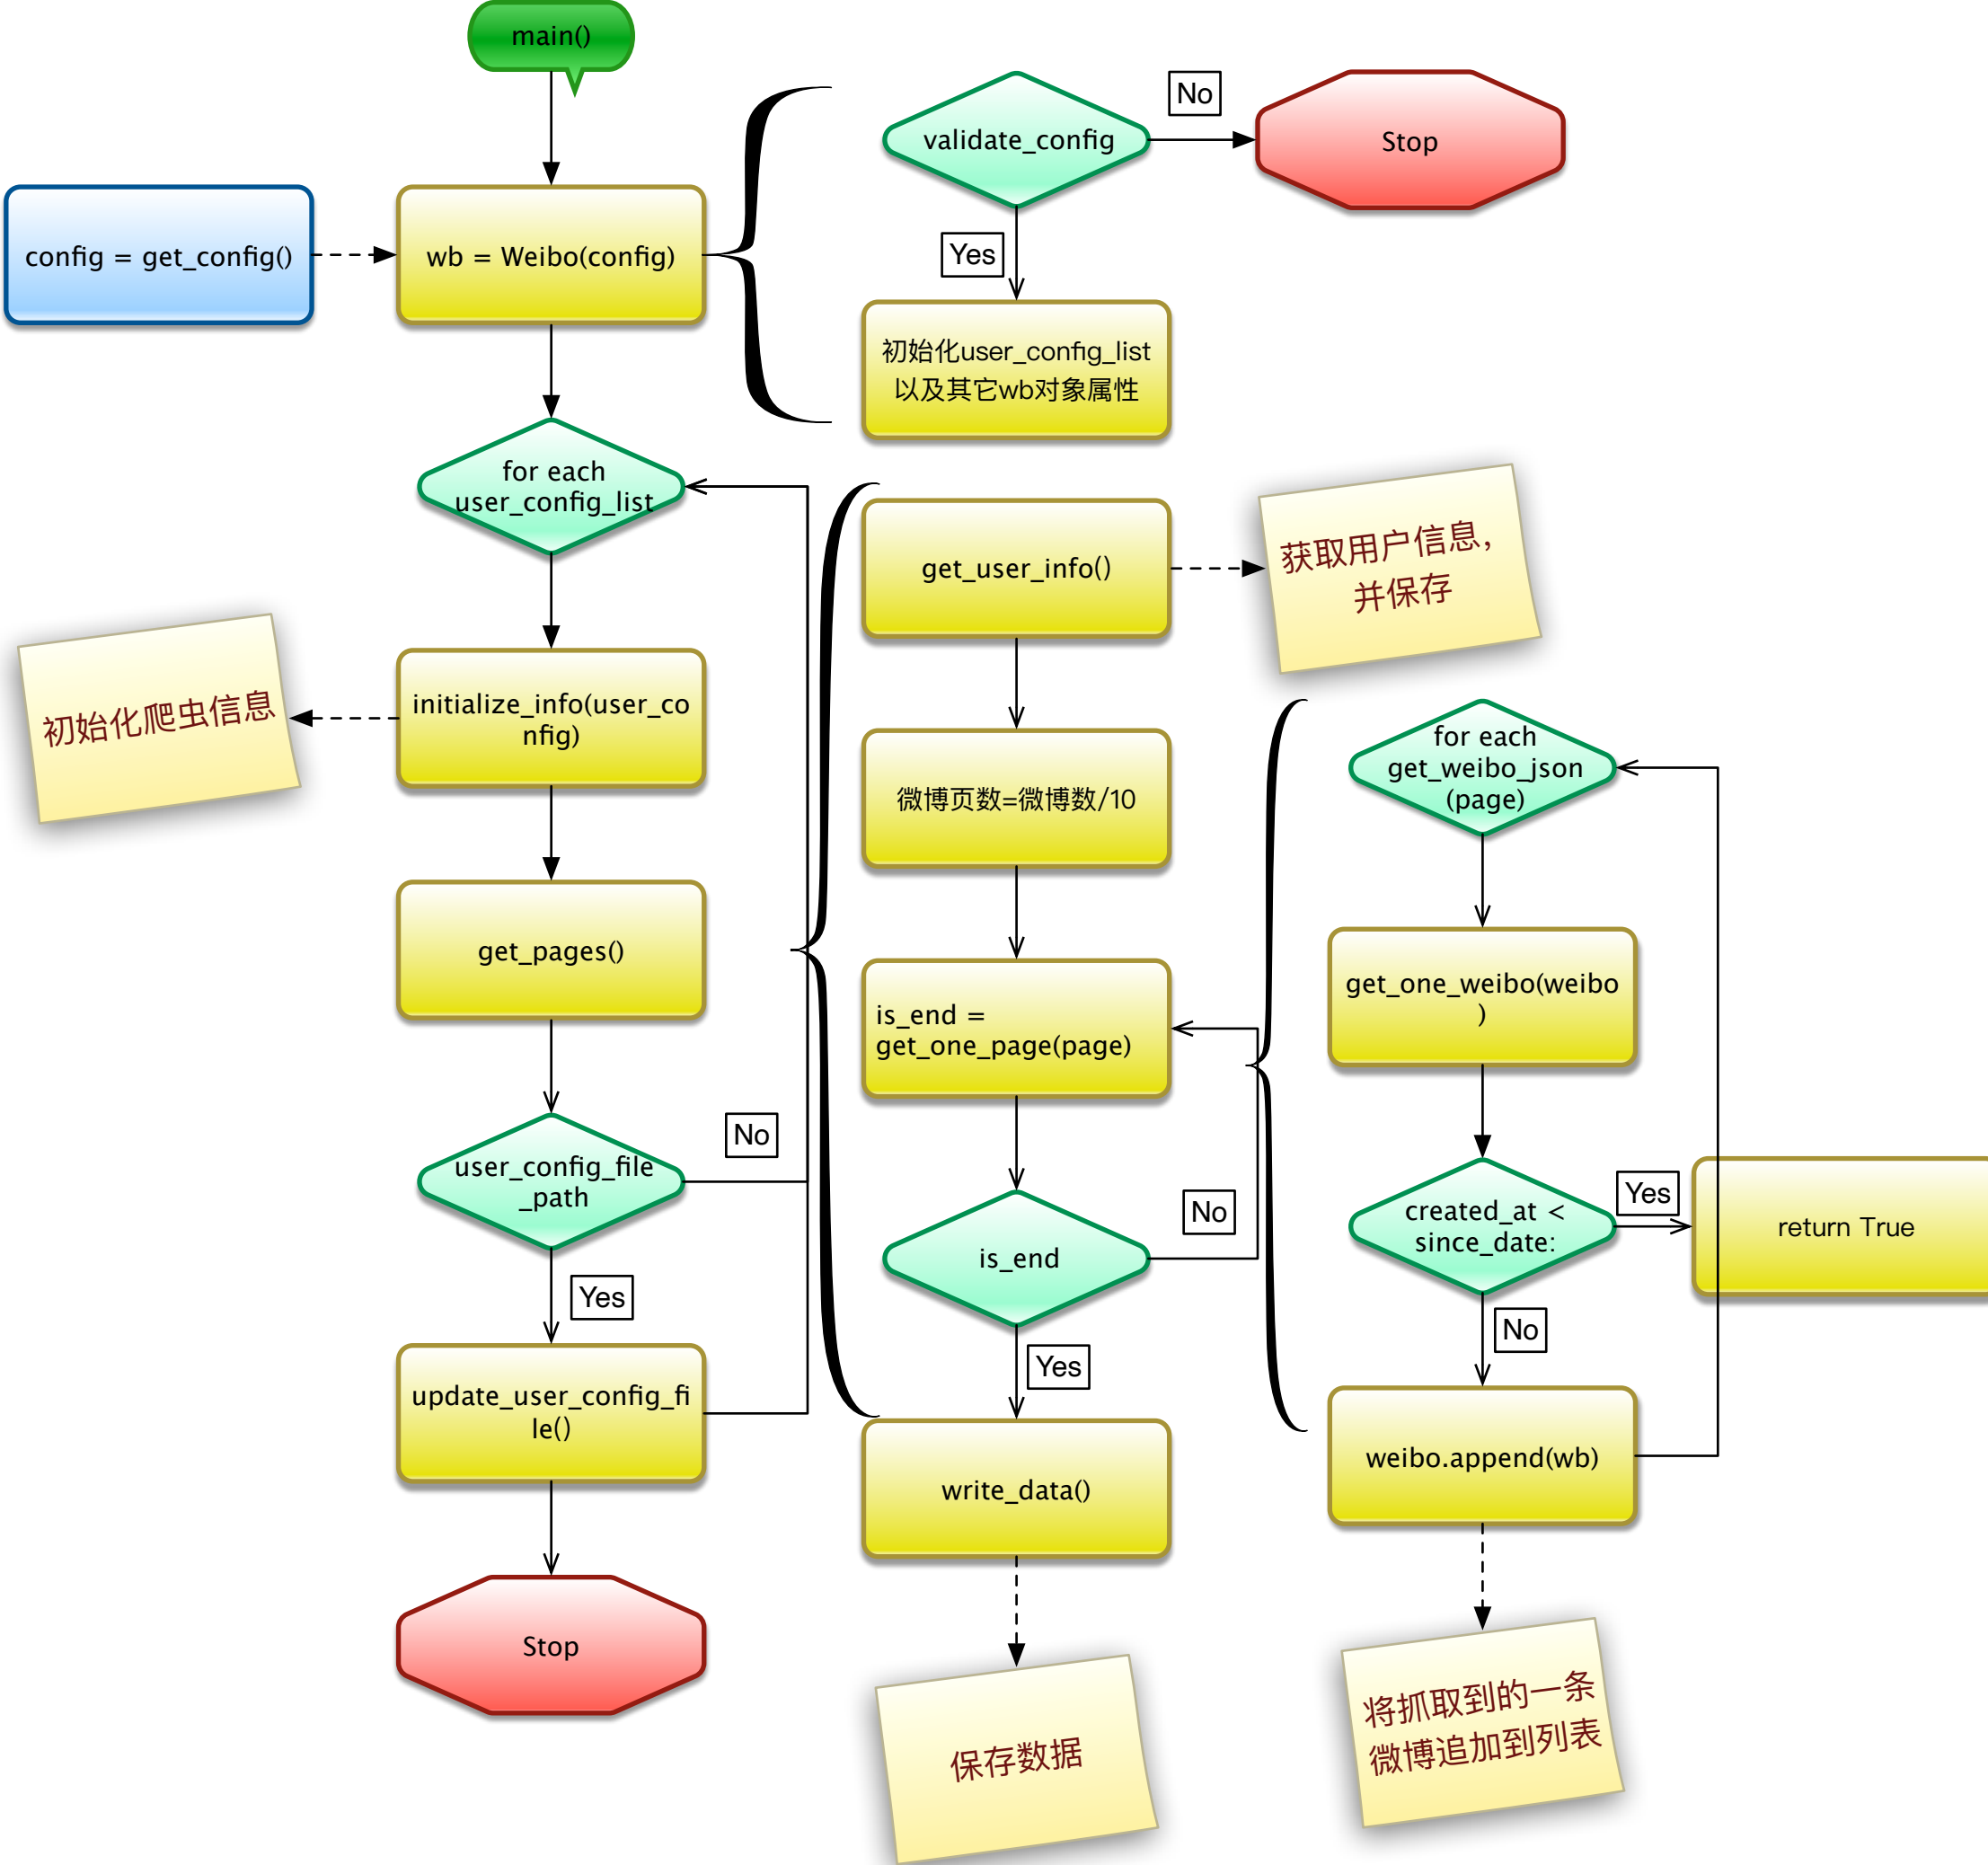 main()
config = get_config()
wb = Weibo(config)
validate_config
No
Stop
Yes
初始化user_config_list
以及其它wb对象属性
for each
user_config_list
初始化爬虫信息
initialize_info(user_co
nfig)
get_pages()
user_config_file
_path
No
Yes
update_user_config_fi
le()
Stop
get_user_info()
获取用户信息，
并保存
微博页数=微博数/10
is_end =
get_one_page(page)
is_end
No
Yes
write_data()
保存数据
for each
get_weibo_json
(page)
get_one_weibo(weibo
)
created_at <
since_date:
Yes
return True
No
weibo.append(wb)
将抓取到的一条
微博追加到列表